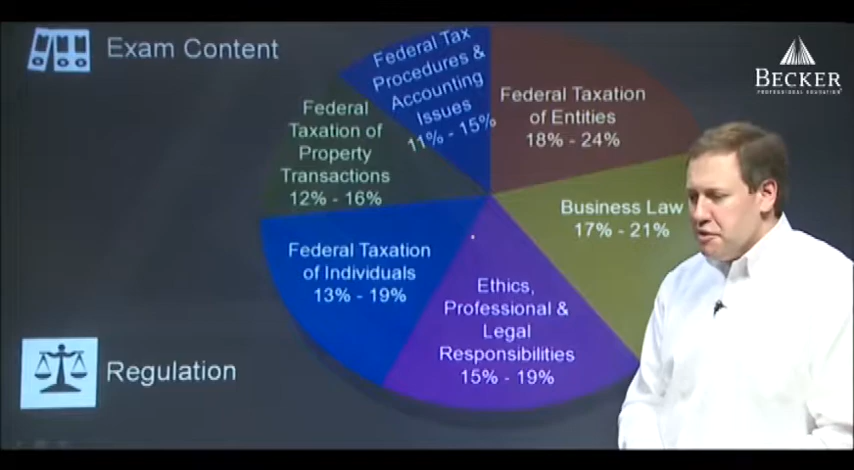 Exam Content
BECKER
PROFESSIONAL EDUCATION
Federal Tax
Procedures &
Accounting
Issues
11% - 15%
Federal Taxation
of Entities
18% - 24%
Federal
Taxation of
Property
Transactions
12% - 16%
Business Law
17% - 21%
Federal Taxation
of Individuals
13% - 19%
Ethics,
Professional &
Legal
Responsibilities
15% - 19%
Regulation